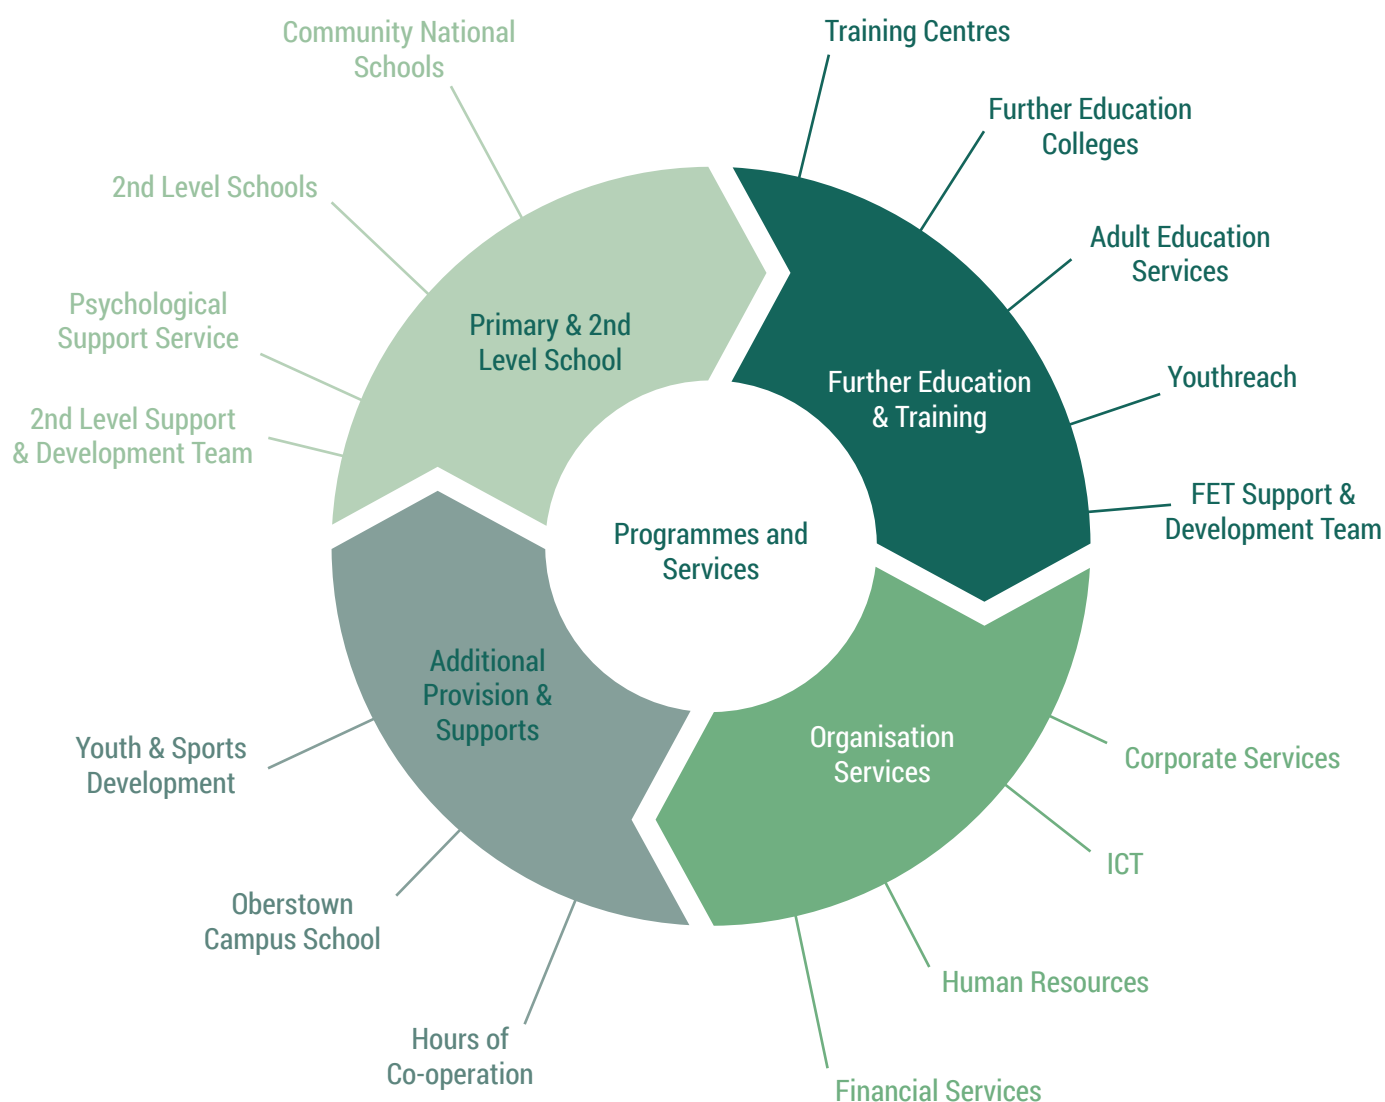 Community National
Schools
2nd Level Schools
Psychological
Support Service
2nd Level Support
& Development Team
Primary & 2nd
Level School
Training Centres
Further Education
Colleges
Adult Education
Services
Youthreach
FET Support &
Development Team
Further Education
& Training
Programmes and
Services
Additional
Provision &
Supports
Youth & Sports
Development
Oberstown
Campus School
Hours of
Co-operation
Organisation
Services
Corporate Services
ICT
Human Resources
Financial Services